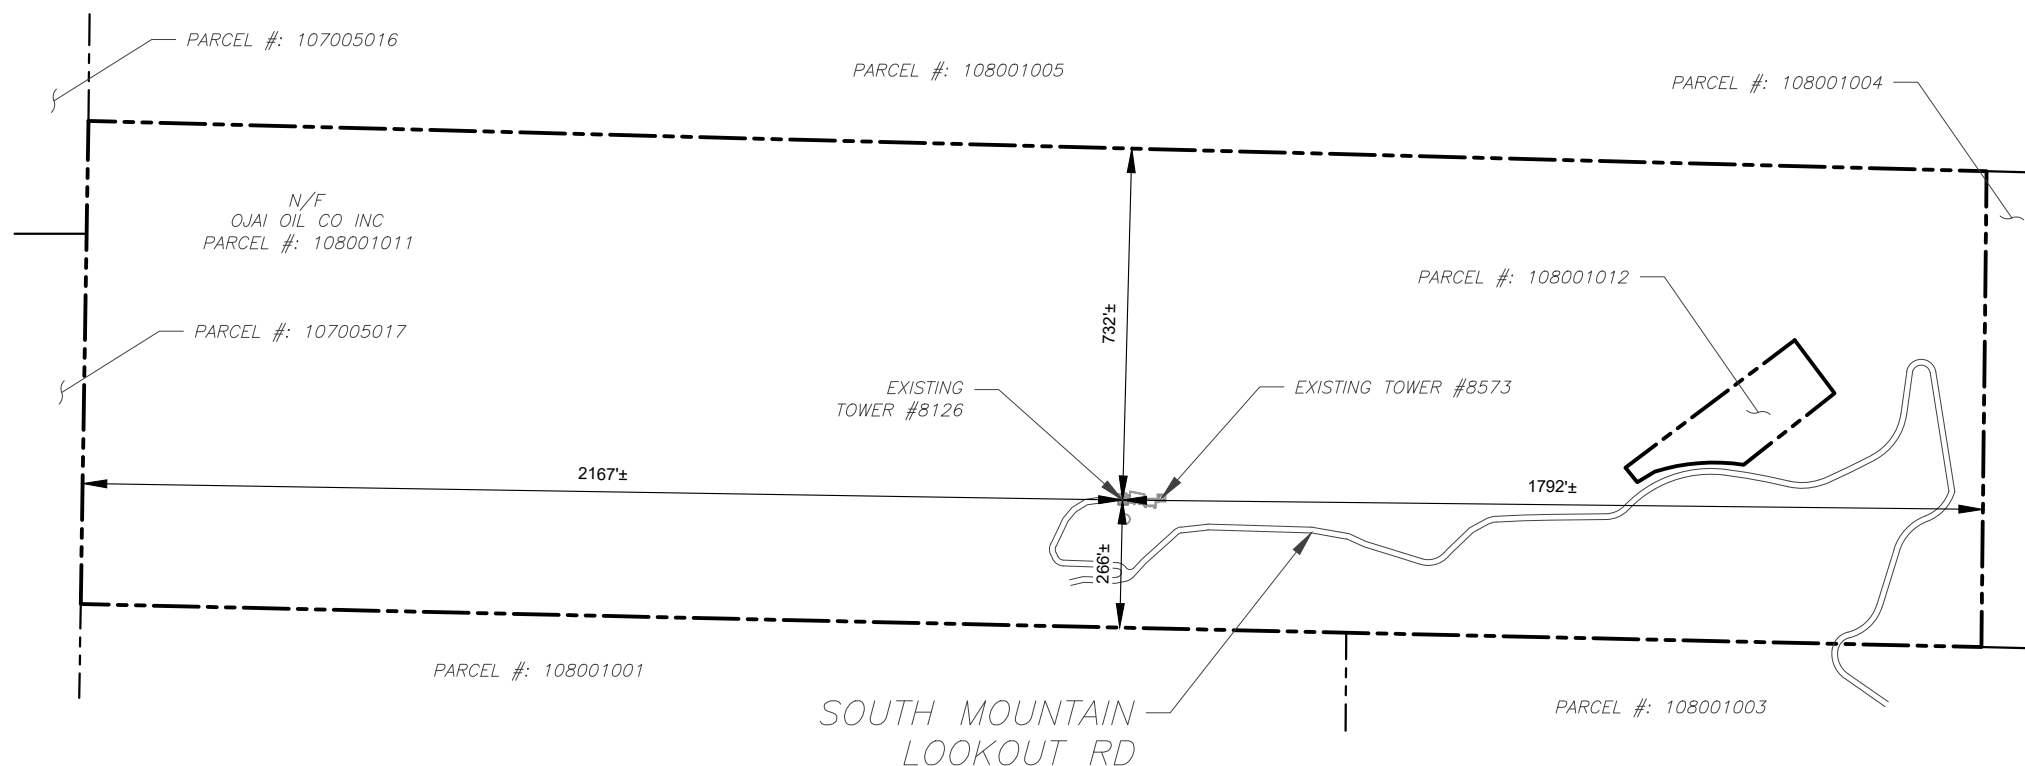 PARCEL #: 107005016
PARCEL #: 108001005
PARCEL #: 108001004
N/F
OJAI OIL CO INC
PARCEL #: 108001011
PARCEL #: 108001012
732'±
PARCEL #: 107005017
EXISTING
TOWER #8126
EXISTING TOWER #8573
2167'±
1792'±
266'±
PARCEL #: 108001001
SOUTH MOUNTAIN
LOOKOUT RD
PARCEL #: 108001003